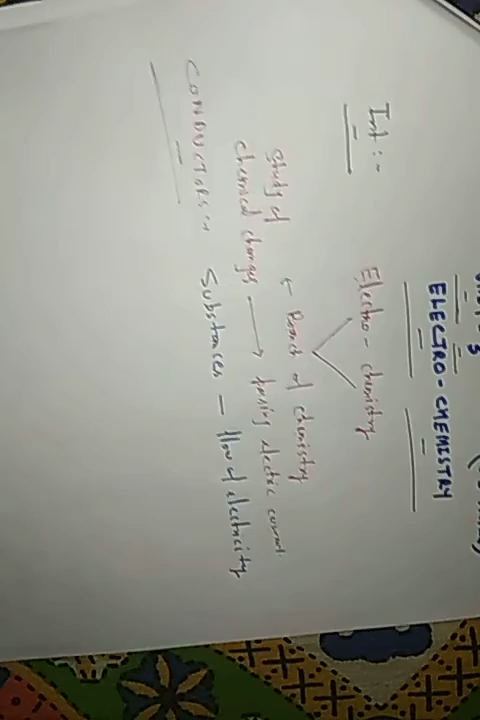 3
ELECTRO-CHEMISTRY
Int :-
Electro - chemistry
← Branch of chemistry
Study of
chemical changes → electric current.
CONDUCTORS :- Substances - flow of electricity